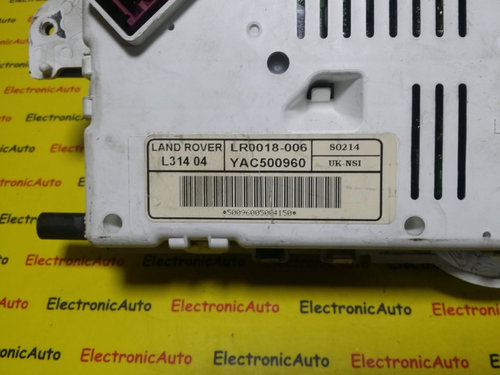 LAND ROVER LR0018-006 S0214
L314 04 YAC500960 UK-NSI
*50096005004150*
ElectronicAuto ElectronicAuto
ElectronicAuto
ElectronicAuto
ElectronicAuto
ElectronicAuto
ElectronicAuto
ElectronicAuto
ElectronicAuto ElectronicAuto ElectronicAuto
ElectronicAuto ElectronicAuto ElectronicAuto